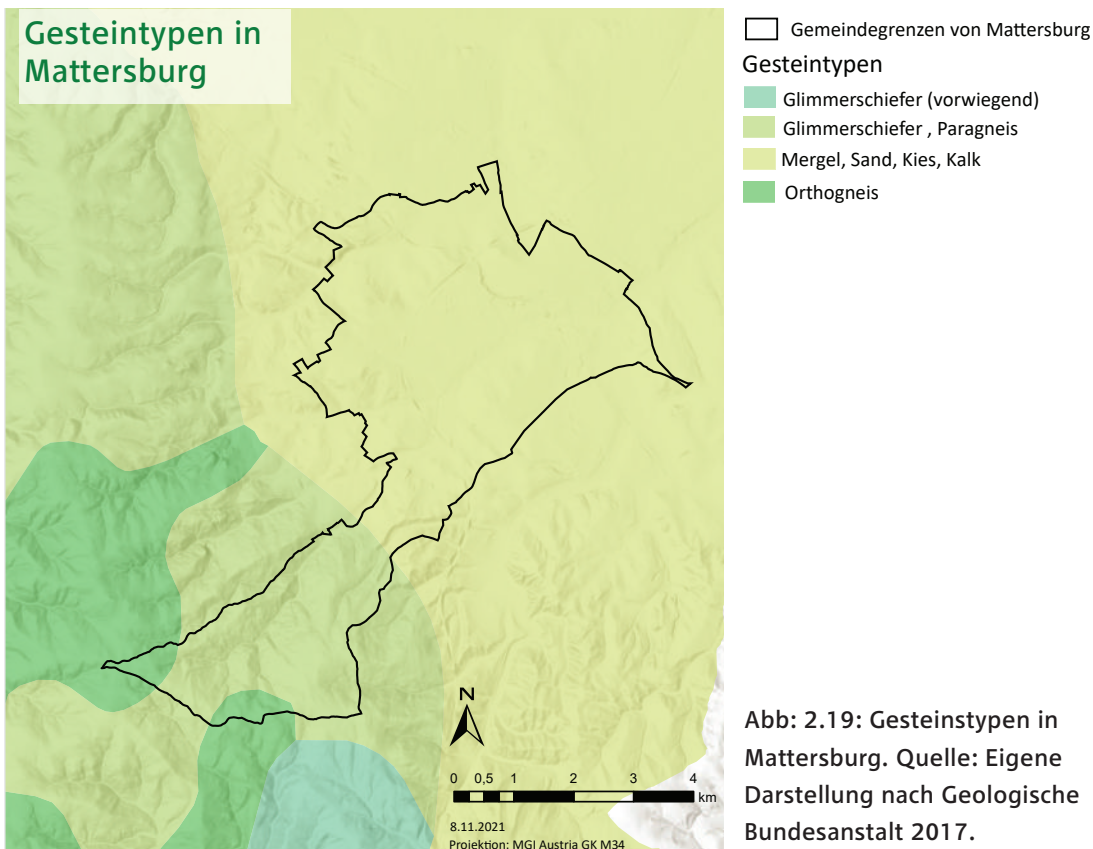 Gesteintypen in
Mattersburg
Gemeindegrenzen von Mattersburg
Gesteintypen
Glimmerschiefer (vorwiegend)
Glimmerschiefer , Paragneis
Mergel, Sand, Kies, Kalk
Orthogneis
N
0 0,5 1 2 3 4
km
8.11.2021
Projektion: MGI Austria GK M34
Abb: 2.19: Gesteinstypen in
Mattersburg. Quelle: Eigene
Darstellung nach Geologische
Bundesanstalt 2017.